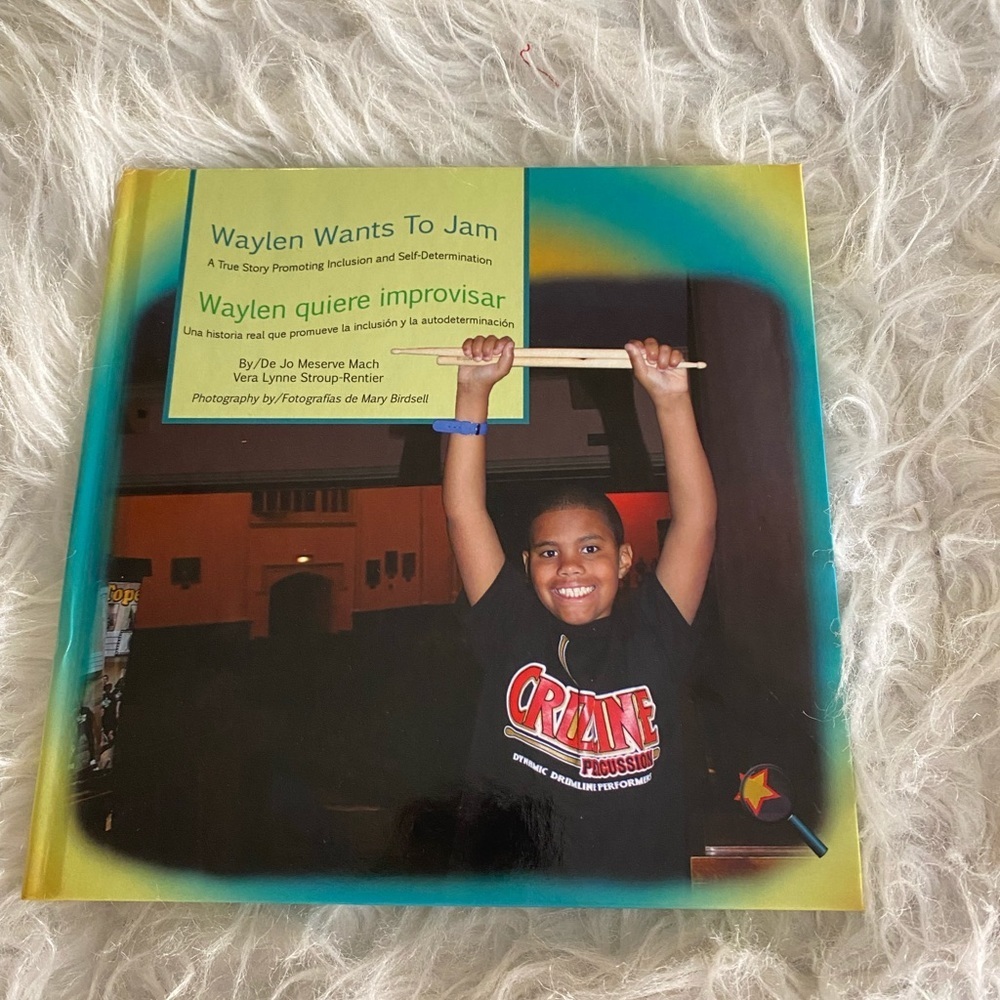 Waylen Wants To Jam
A True Story Promoting Inclusion and Self-Determination
Waylen quiere improvisar
Una historia real que promueve la inclusión y la autodeterminación
By/De Jo Meserve Mach
Vera Lynne Stroup-Rentier
Photography by/Fotografías de Mary Birdsell
CRUZINE
PRCUSSION
DYNAMIC DRUMLINE PERFORMERS